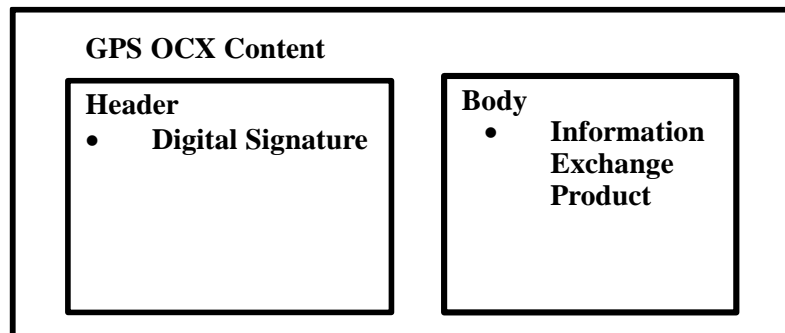 GPS OCX Content
Header
• Digital Signature
Body
• Information
Exchange
Product